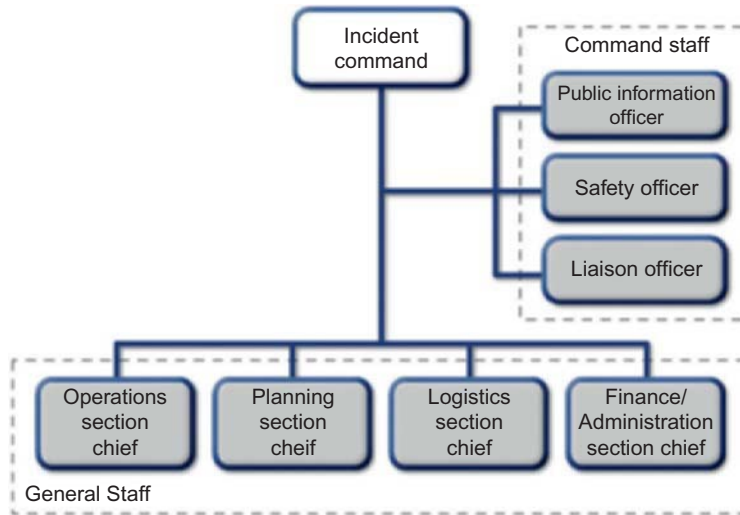 Incident
command
Command staff
Public information
officer
Safety officer
Liaison officer
Operations
section
chief
Planning
section
cheif
Logistics
section
chief
Finance/
Administration
section chief
General Staff